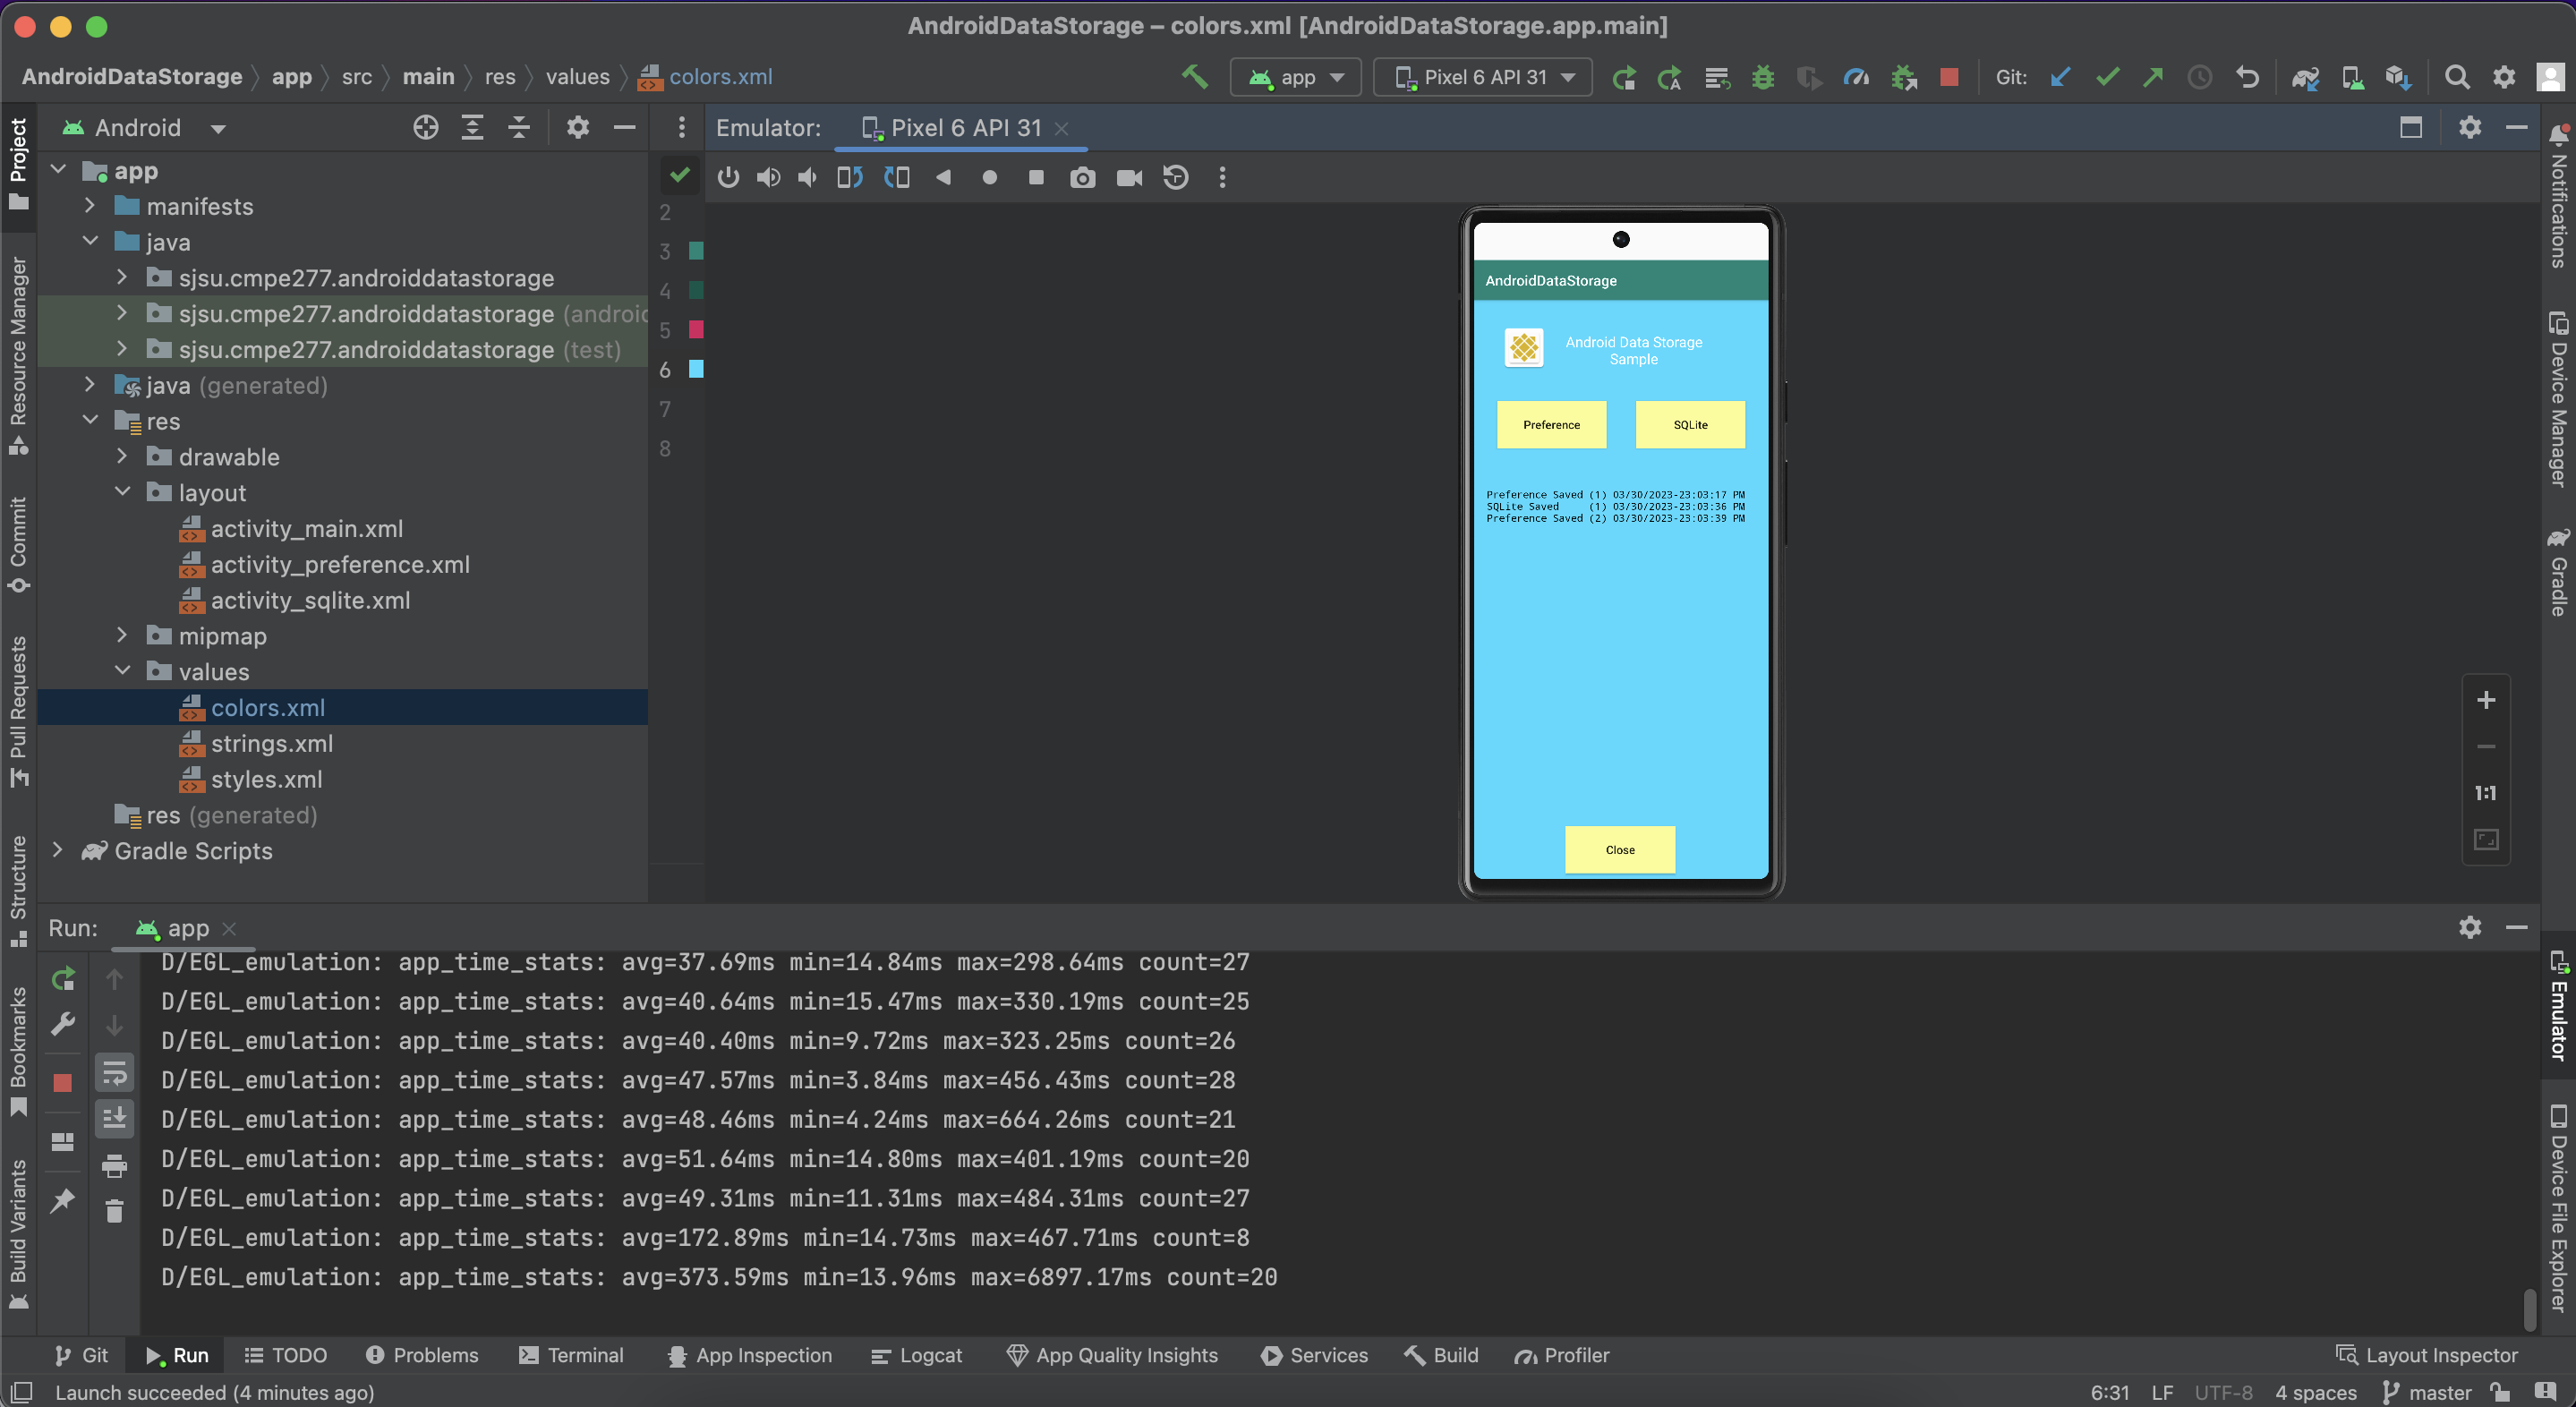 AndroidDataStorage – colors.xml [AndroidDataStorage.app.main]
AndroidDataStorage app src main res values colors.xml
app Pixel 6 API 31 Git:
Android
Emulator: Pixel 6 API 31
Project
Resource Manager
Commit
Pull Requests
Structure
Bookmarks
Build Variants
app
manifests
java
sjsu.cmpe277.androiddatastorage
sjsu.cmpe277.androiddatastorage (androi
sjsu.cmpe277.androiddatastorage (test)
java (generated)
res
drawable
layout
activity_main.xml
activity_preference.xml
activity_sqlite.xml
mipmap
values
colors.xml
strings.xml
styles.xml
res (generated)
Gradle Scripts
2
3
4
5
6
7
8
AndroidDataStorage
Android Data Storage
Sample
Preference SQLite
Preference Saved (1) 03/30/2023-23:03:17 PM
SQLite Saved (1) 03/30/2023-23:03:36 PM
Preference Saved (2) 03/30/2023-23:03:39 PM
Close
1:1
Notifications
Device Manager
Gradle
Emulator
Device File Explorer
Run: app
D/EGL_emulation: app_time_stats: avg=37.69ms min=14.84ms max=298.64ms count=27
D/EGL_emulation: app_time_stats: avg=40.64ms min=15.47ms max=330.19ms count=25
D/EGL_emulation: app_time_stats: avg=40.40ms min=9.72ms max=323.25ms count=26
D/EGL_emulation: app_time_stats: avg=47.57ms min=3.84ms max=456.43ms count=28
D/EGL_emulation: app_time_stats: avg=48.46ms min=4.24ms max=664.26ms count=21
D/EGL_emulation: app_time_stats: avg=51.64ms min=14.80ms max=401.19ms count=20
D/EGL_emulation: app_time_stats: avg=49.31ms min=11.31ms max=484.31ms count=27
D/EGL_emulation: app_time_stats: avg=172.89ms min=14.73ms max=467.71ms count=8
D/EGL_emulation: app_time_stats: avg=373.59ms min=13.96ms max=6897.17ms count=20
Git Run TODO Problems Terminal App Inspection Logcat App Quality Insights Services Build Profiler Layout Inspector
Launch succeeded (4 minutes ago) 6:31 LF UTF-8 4 spaces master